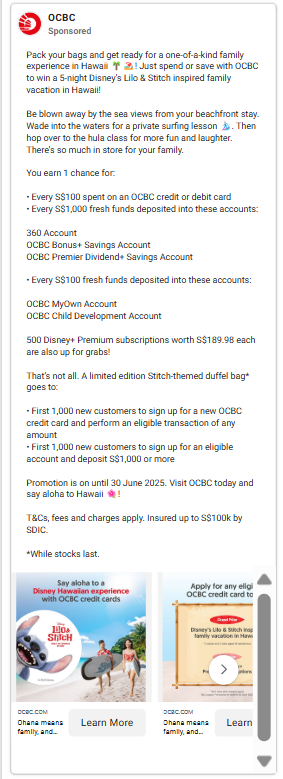 OCBC
Sponsored
Pack your bags and get ready for a one-of-a-kind family
experience in Hawaii 🌴 🏖️! Just spend or save with OCBC
to win a 5-night Disney's Lilo & Stitch inspired family
vacation in Hawaii!
Be blown away by the sea views from your beachfront stay.
Wade into the waters for a private surfing lesson 🏄. Then
hop over to the hula class for more fun and laughter.
There's so much in store for your family.
You earn 1 chance for:
• Every S$100 spent on an OCBC credit or debit card
• Every S$1,000 fresh funds deposited into these accounts:
360 Account
OCBC Bonus+ Savings Account
OCBC Premier Dividend+ Savings Account
• Every S$100 fresh funds deposited into these accounts:
OCBC MyOwn Account
OCBC Child Development Account
500 Disney+ Premium subscriptions worth S$189.98 each
are also up for grabs!
That's not all. A limited edition Stitch-themed duffel bag*
goes to:
• First 1,000 new customers to sign up for a new OCBC
credit card and perform an eligible transaction of any
amount
• First 1,000 new customers to sign up for an eligible
account and deposit S$1,000 or more
Promotion is on until 30 June 2025. Visit OCBC today and
say aloha to Hawaii 🌺!
T&Cs, fees and charges apply. Insured up to S$100k by
SDIC.
*While stocks last.
Say aloha to a
Disney Hawaiian experience
with OCBC credit cards
Disney
LILO &
STITCH
OCBC.COM
Ohana means
family, and...
Learn More
Apply for any eligi
OCBC credit card to
Grand Prize
Disney's Lilo & Stitch insp
family vacation in Hawa
OCBC.COM
Ohana means
family, and...
Learn